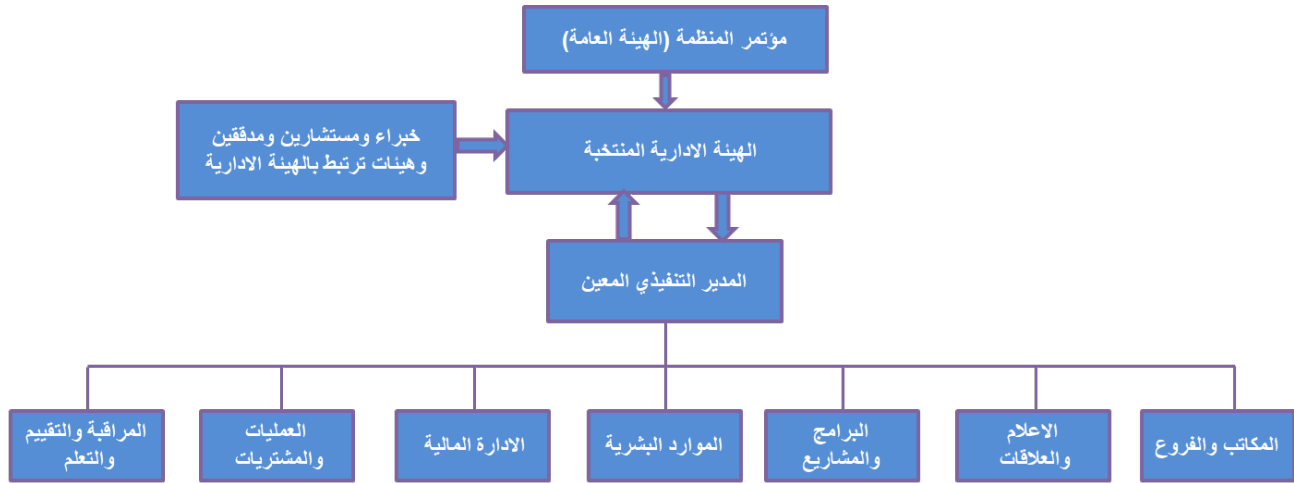 مؤتمر المنظمة (الهيئة العامة)
خبراء ومستشارين ومدققين
وهيئات ترتبط بالهيئة الادارية
الهيئة الادارية المنتخبة
المدير التنفيذي المعين
المكاتب والفروع
الاعلام
والعلاقات
البرامج
والمشاريع
الموارد البشرية
الادارة المالية
العمليات
والمشتريات
المراقبة والتقييم
والتعلم